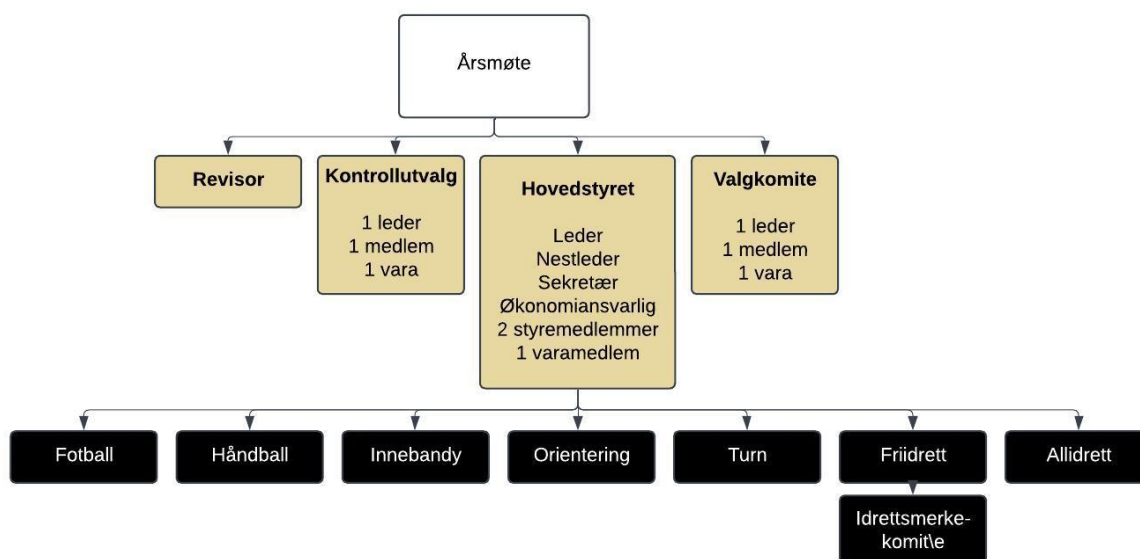 Årsmøte
Revisor
Kontrollutvalg
1 leder
1 medlem
1 vara
Hovedstyret
Leder
Nestleder
Sekretær
Økonomiansvarlig
2 styremedlemmer
1 varamedlem
Valgkomite
1 leder
1 medlem
1 vara
Fotball
Håndball
Innebandy
Orientering
Turn
Friidrett
Allidrett
Idrettsmerke-
komit\e